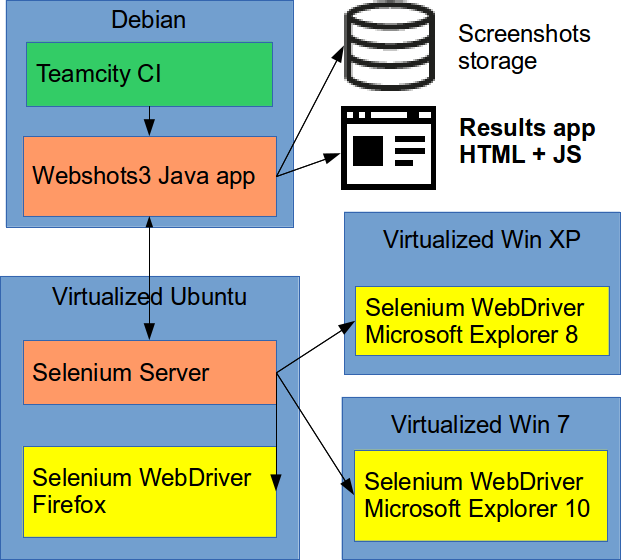 Debian
Teamcity CI
Webshots3 Java app
Screenshots
storage
Results app
HTML + JS
Virtualized Ubuntu
Selenium Server
Selenium WebDriver
Firefox
Virtualized Win XP
Selenium WebDriver
Microsoft Explorer 8
Virtualized Win 7
Selenium WebDriver
Microsoft Explorer 10